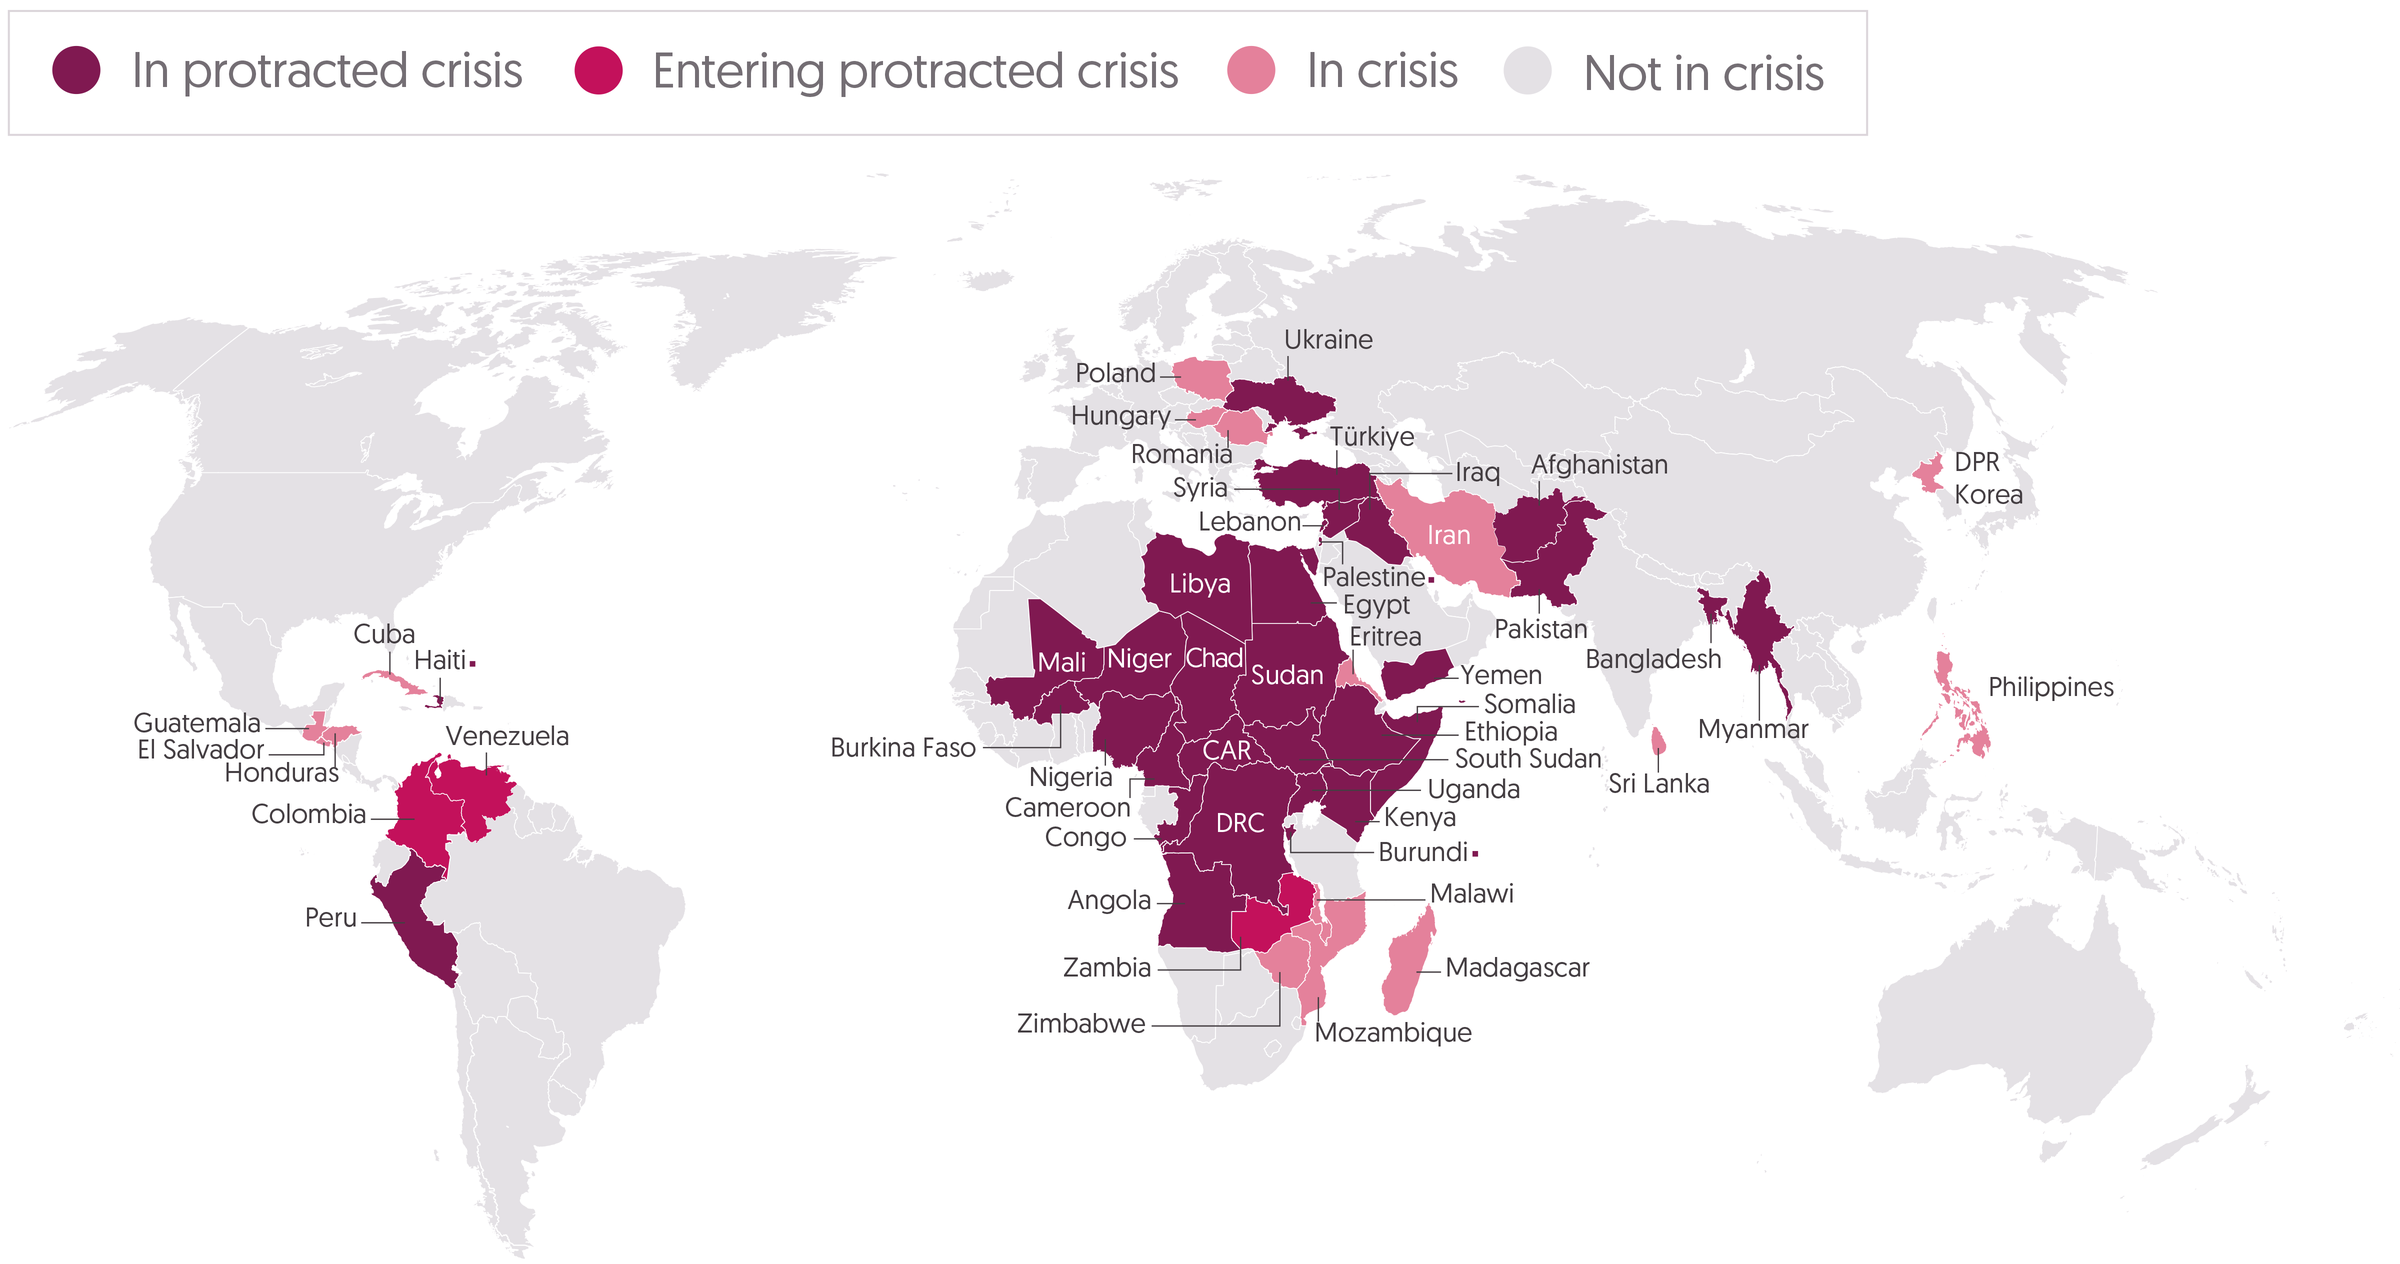 In protracted crisis
Entering protracted crisis
In crisis
Not in crisis
Ukraine
Poland
Hungary
Romania
Türkiye
Iraq
Afghanistan
DPR
Korea
Syria
Lebanon
Iran
Libya
Palestine
Egypt
Eritrea
Pakistan
Bangladesh
Cuba
Haiti
Mali
Niger
Chad
Sudan
Yemen
Somalia
Ethiopia
South Sudan
Philippines
Myanmar
Sri Lanka
Guatemala
El Salvador
Honduras
Venezuela
Burkina Faso
CAR
Nigeria
Cameroon
Congo
DRC
Uganda
Kenya
Burundi
Colombia
Peru
Angola
Malawi
Zambia
Madagascar
Zimbabwe
Mozambique